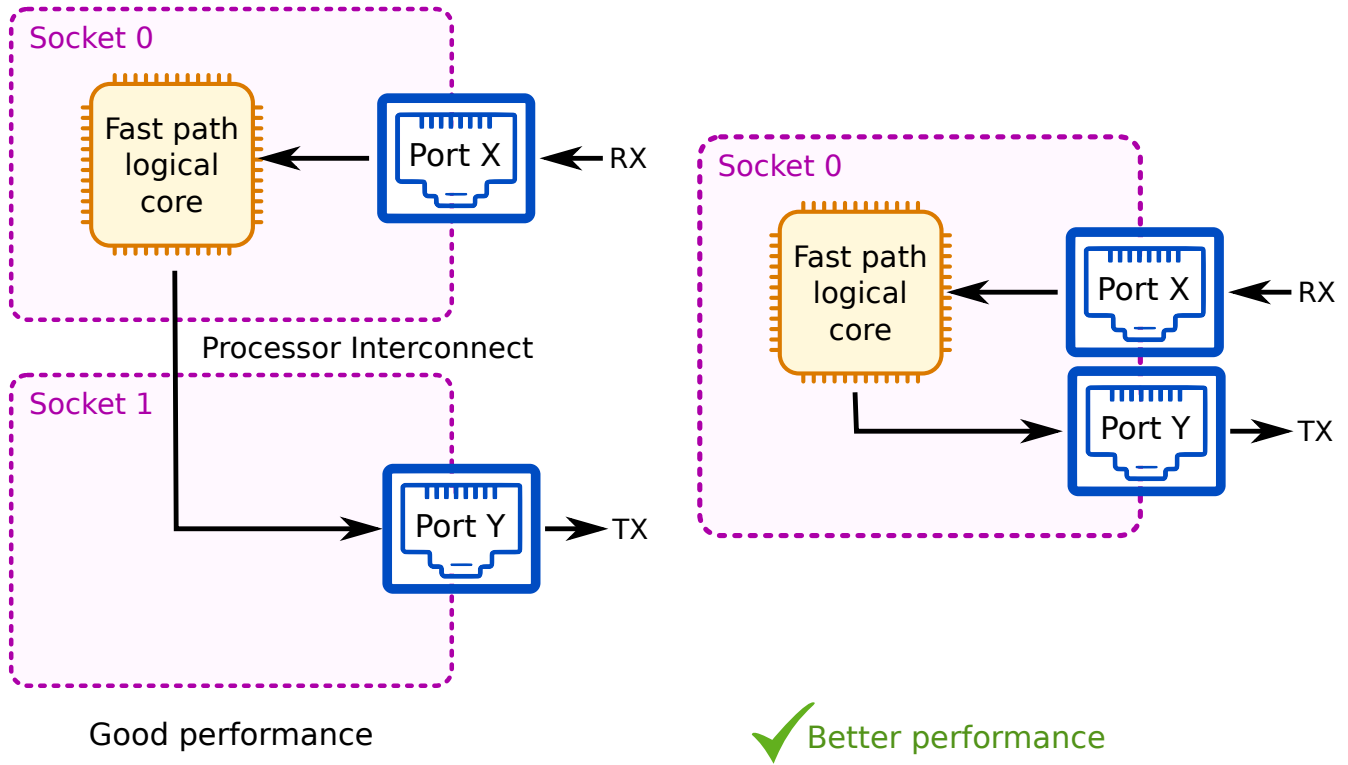 Socket 0
Fast path
logical
core
Port X
RX
Processor Interconnect
Socket 1
Port Y
TX
Good performance
Socket 0
Fast path
logical
core
Port X
RX
Port Y
TX
Better performance